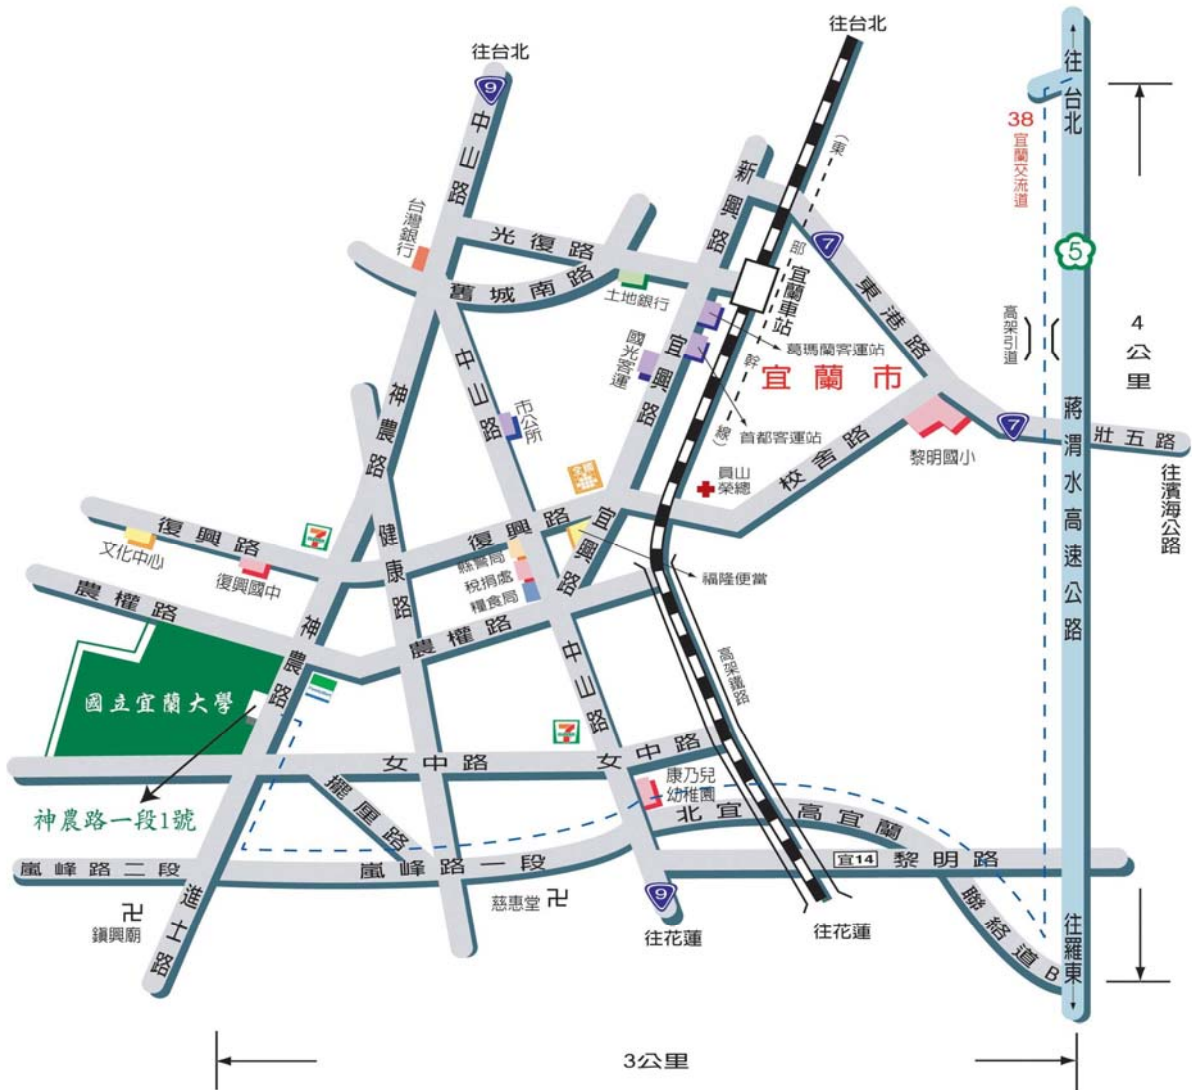 往台北
往台北
往台北
9
中山路
38
宜蘭交流道
新興路
(東部幹線)
台灣銀行
光復路
7
5
舊城南路
土地銀行
宜蘭車站
東港路
高架引道
4公里
國光客運
宜興路
葛瑪蘭客運站
宜蘭市
中山路
神農路
市公所
首都客運站
7
蔣渭水高速公路
壯五路
往濱海公路
黎明國小
校舍路
員山
榮總
全國
復興路
7
健康路
復興路
宜興路
文化中心
復興國中
縣警局
稅捐處
糧食局
福隆便當
農權路
神農路
農權路
中山路
高架鐵路
國立宜蘭大學
FamilyMart
7
女中路
女中路
神農路一段1號
擺厘路
康乃兒
幼稚園
北宜高宜蘭聯絡道B
嵐峰路二段
嵐峰路一段
宜14
黎明路
進士路
鎮興廟
慈惠堂
9
往花蓮
往花蓮
往羅東
3公里